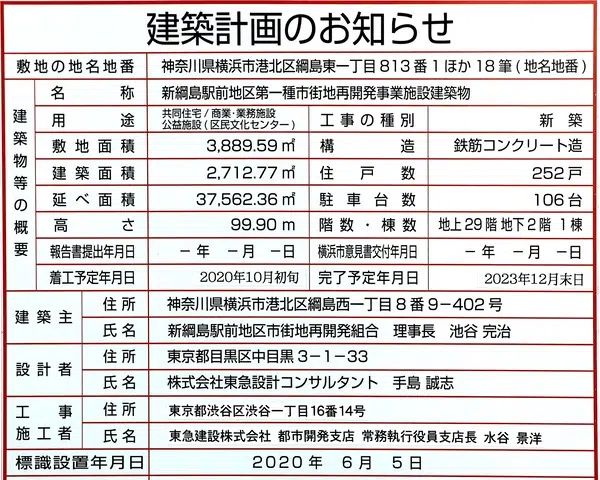 建築計画のお知らせ
敷地の地名地番 神奈川県横浜市港北区綱島東一丁目813番1ほか18筆(地名地番)
建築物等の概要
名称 新綱島駅前地区第一種市街地再開発事業施設建築物
用途 共同住宅/商業・業務施設 公益施設(区民文化センター) 工事の種別 新築
敷地面積 3,889.59㎡ 構造 鉄筋コンクリート造
建築面積 2,712.77㎡ 住戸数 252戸
延べ面積 37,562.36㎡ 駐車台数 106台
高さ 99.90m 階数・棟数 地上29階 地下2階 1棟
報告書提出年月日 －年 －月 －日 横浜市意見書交付年月日 －年 －月 －日
着工予定年月日 2020年10月初旬 完了予定年月日 2023年12月末日
建築主 住所 神奈川県横浜市港北区綱島西一丁目8番9－402号
氏名 新綱島駅前地区市街地再開発組合 理事長 池谷 完治
設計者 住所 東京都目黒区中目黒3－1－33
氏名 株式会社東急設計コンサルタント 手島 誠志
工事施工者 住所 東京都渋谷区渋谷一丁目16番14号
氏名 東急建設株式会社 都市開発支店 常務執行役員支店長 水谷 景洋
標識設置年月日 2020年 6月 5日